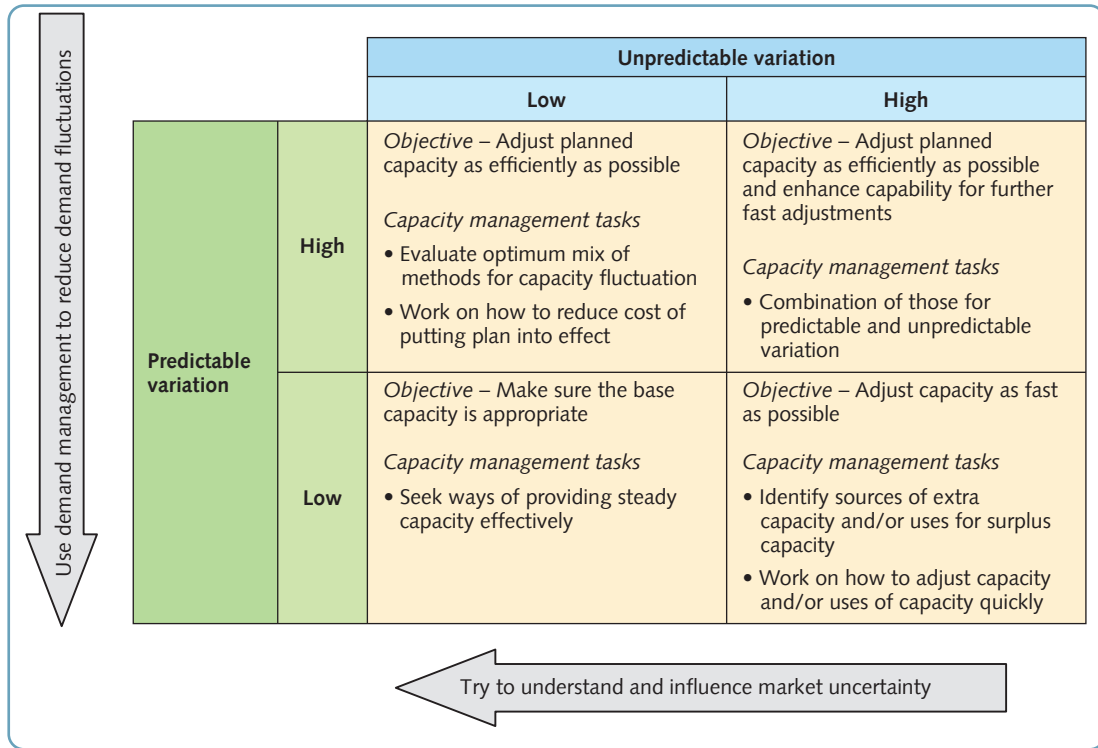 Use demand management to reduce demand fluctuations
Unpredictable variation
Low
High
Predictable
variation
High
Objective – Adjust planned
capacity as efficiently as possible
Capacity management tasks
• Evaluate optimum mix of
methods for capacity fluctuation
• Work on how to reduce cost of
putting plan into effect
Objective – Adjust planned
capacity as efficiently as possible
and enhance capability for further
fast adjustments
Capacity management tasks
• Combination of those for
predictable and unpredictable
variation
Low
Objective – Make sure the base
capacity is appropriate
Capacity management tasks
• Seek ways of providing steady
capacity effectively
Objective – Adjust capacity as fast
as possible
Capacity management tasks
• Identify sources of extra
capacity and/or uses for surplus
capacity
• Work on how to adjust capacity
and/or uses of capacity quickly
Try to understand and influence market uncertainty